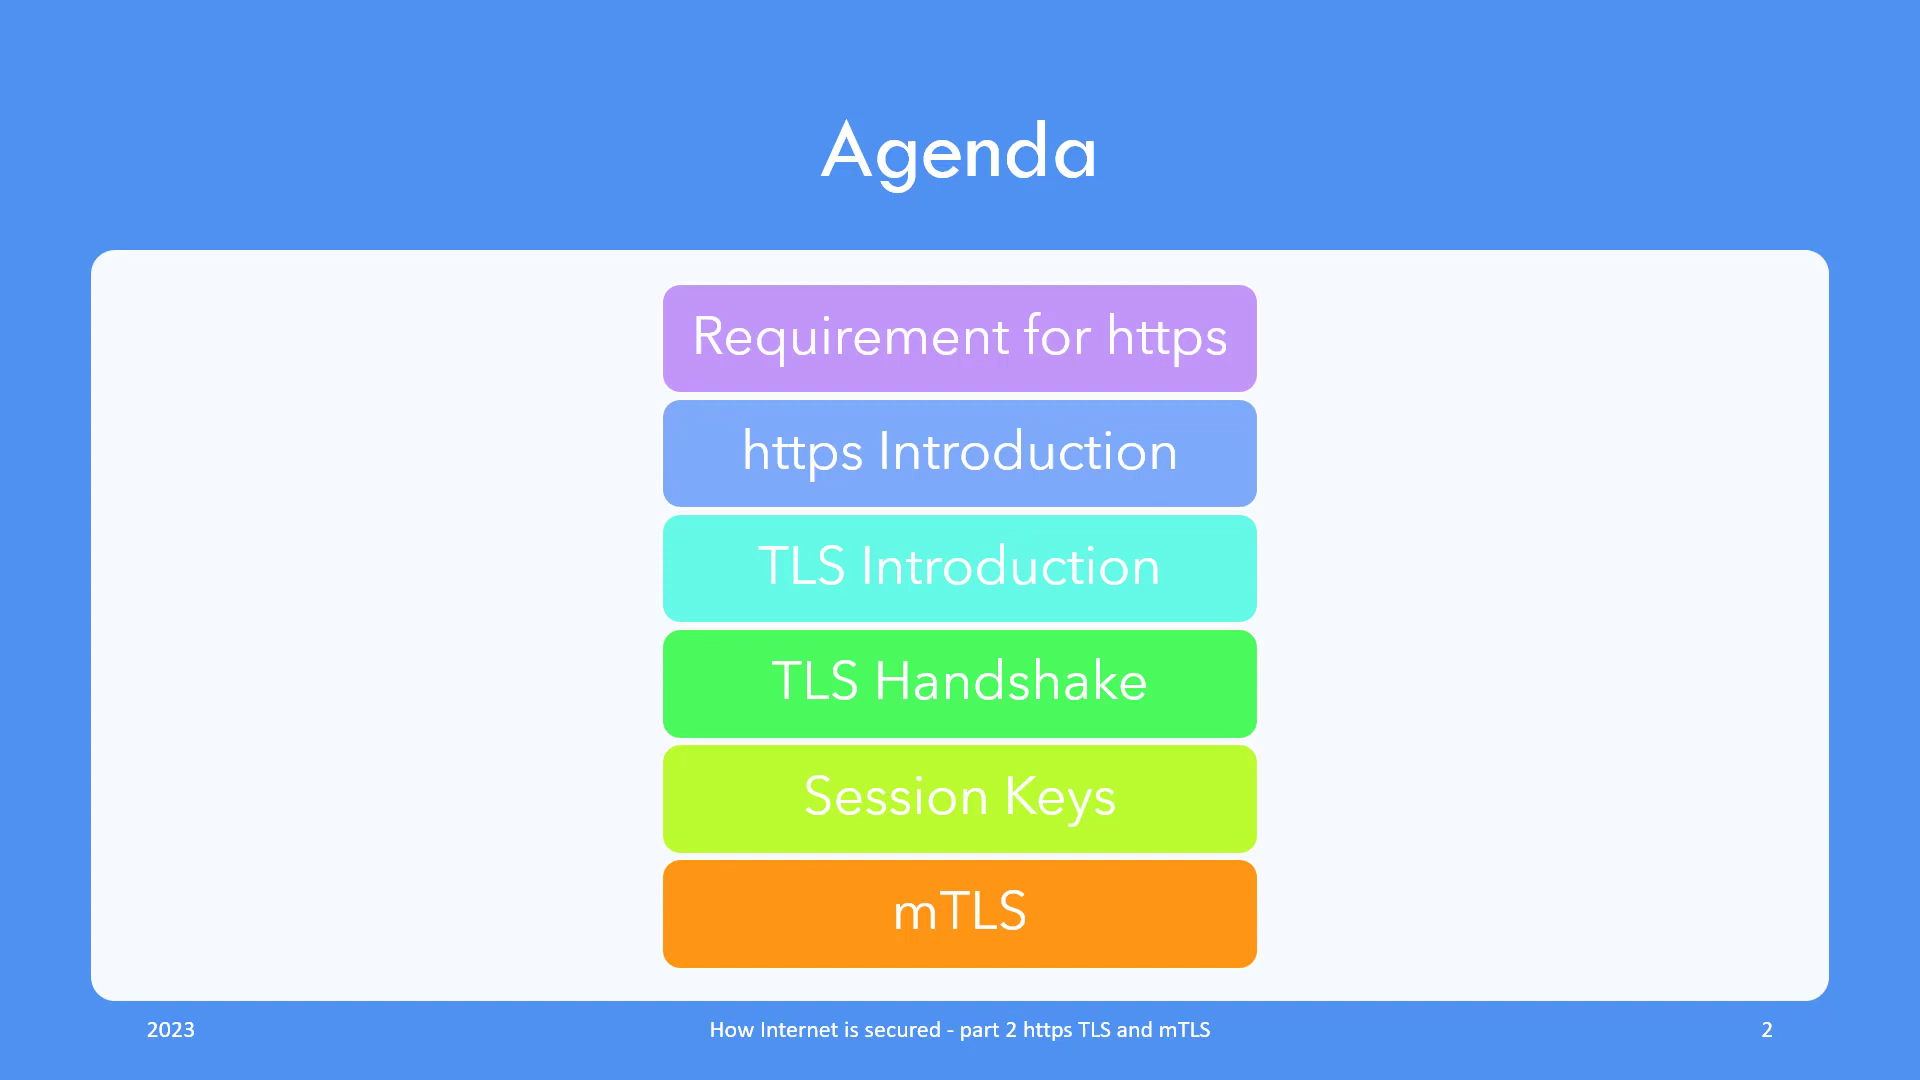 Agenda
Requirement for https
https Introduction
TLS Introduction
TLS Handshake
Session Keys
mTLS
2023
How Internet is secured - part 2 https TLS and mTLS
2